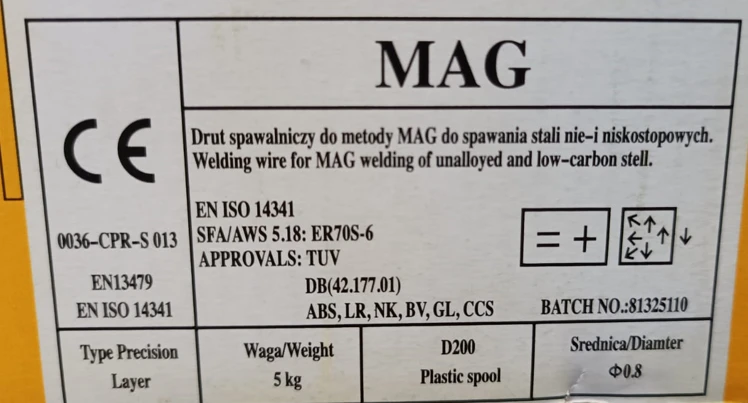 MAG
CE
Drut spawalniczy do metody MAG do spawania stali nie-i niskostopowych.
Welding wire for MAG welding of unalloyed and low-carbon stell.
0036-CPR-S 013
EN13479
EN ISO 14341
EN ISO 14341
SFA/AWS 5.18: ER70S-6
APPROVALS: TUV
DB(42.177.01)
ABS, LR, NK, BV, GL, CCS
= +
BATCH NO.:81325110
Type Precision
Layer
Waga/Weight
5 kg
D200
Plastic spool
Srednica/Diamter
Φ0.8